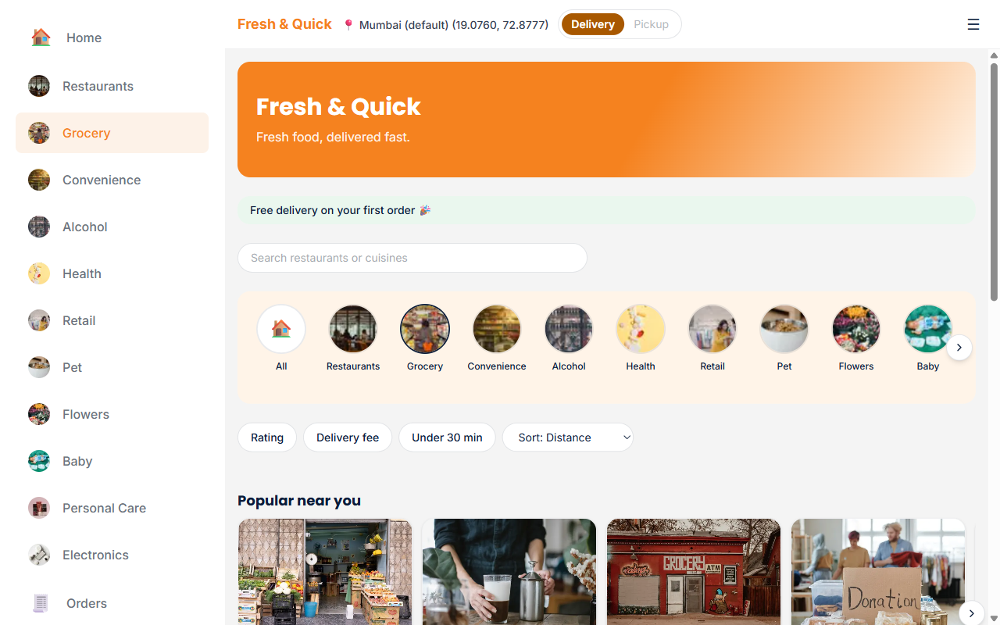 Home
Restaurants
Grocery
Convenience
Alcohol
Health
Retail
Pet
Flowers
Baby
Personal Care
Electronics
Orders
Fresh & Quick
Mumbai (default) (19.0760, 72.8777)
Delivery
Pickup
Fresh & Quick
Fresh food, delivered fast.
Free delivery on your first order
Search restaurants or cuisines
All
Restaurants
Grocery
Convenience
Alcohol
Health
Retail
Pet
Flowers
Baby
Rating
Delivery fee
Under 30 min
Sort: Distance
Popular near you
GROCERY
ATM
Donation